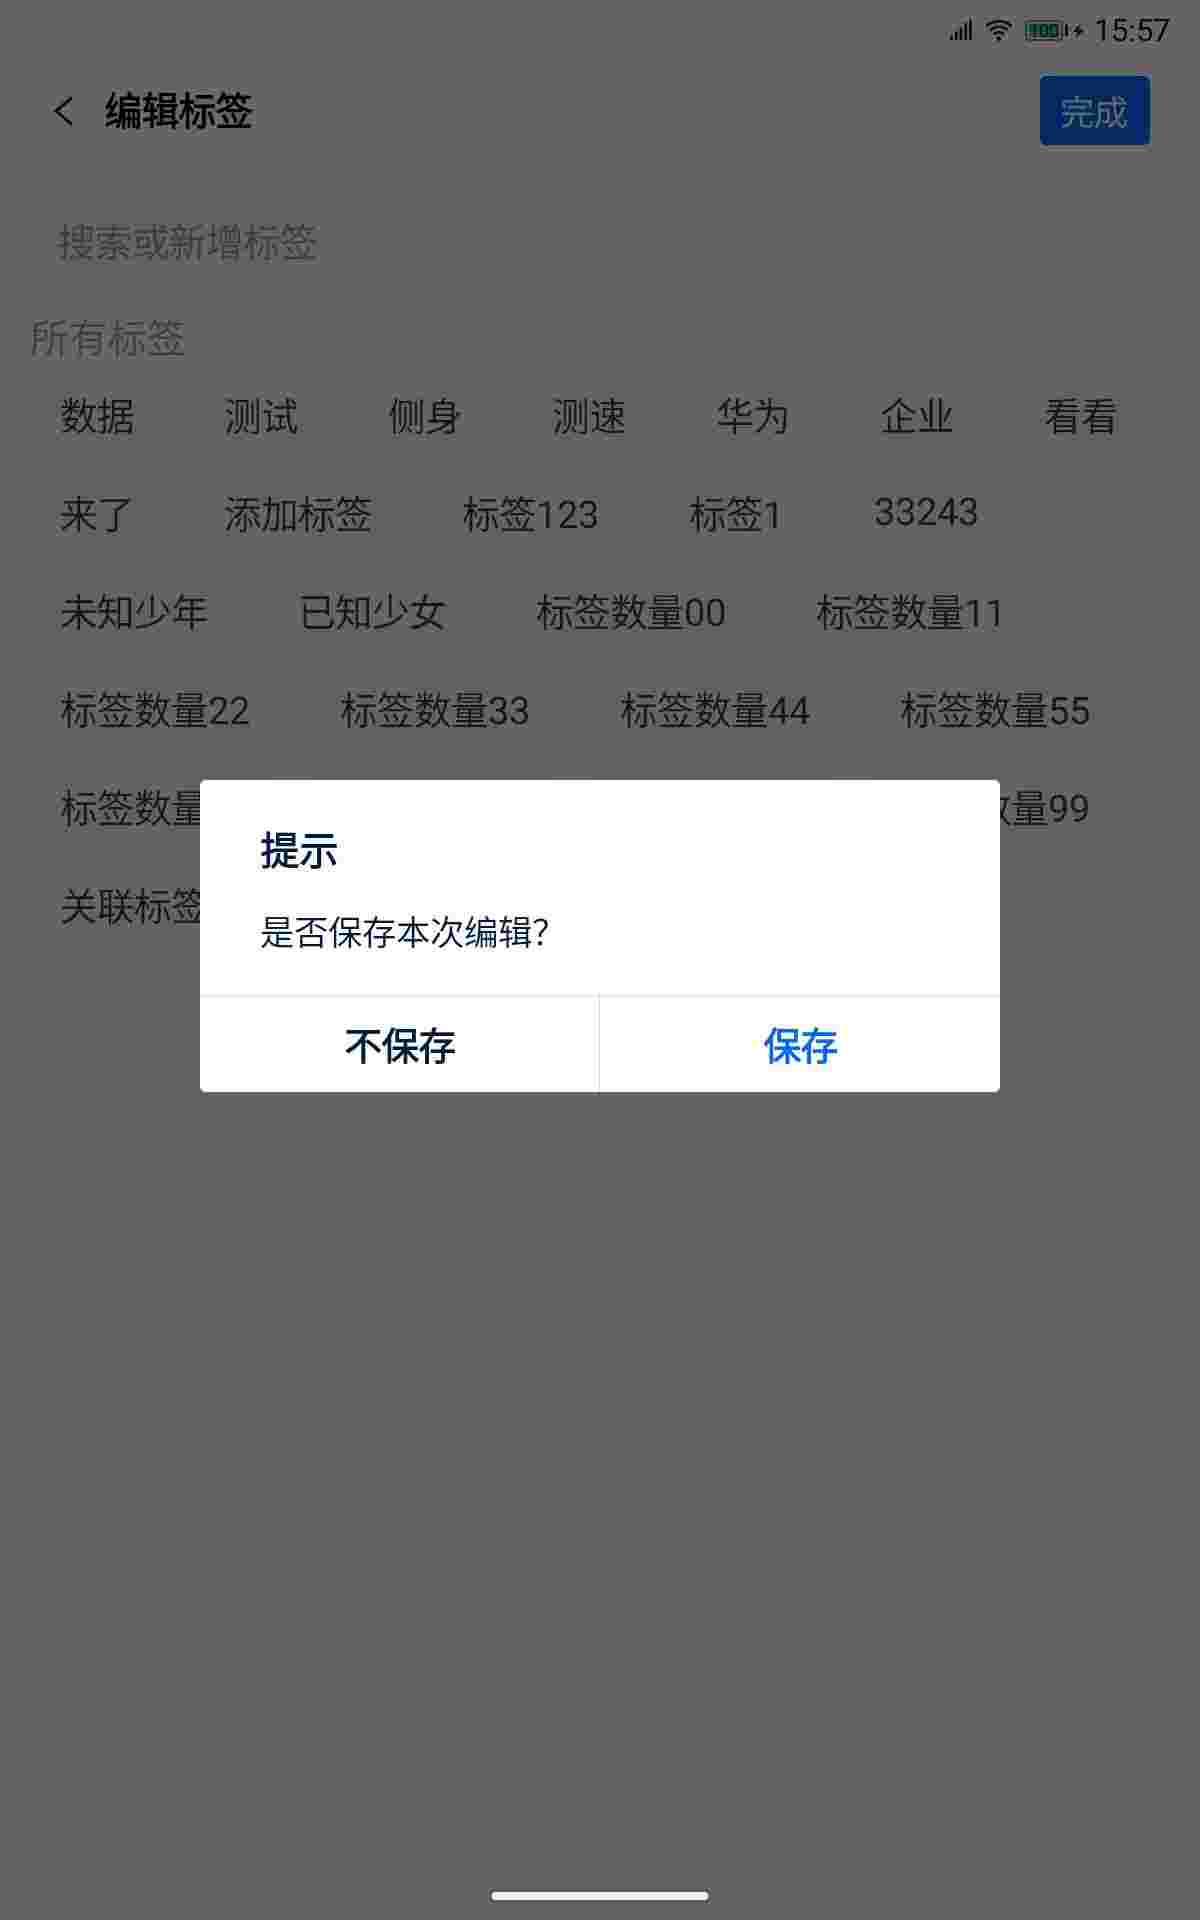 100 15:57
编辑标签 完成
搜索或新增标签
所有标签
数据 测试 侧身 测速 华为 企业 看看
来了 添加标签 标签123 标签1 33243
未知少年 已知少女 标签数量00 标签数量11
标签数量22 标签数量33 标签数量44 标签数量55
标签数量 量99
关联标签
提示
是否保存本次编辑?
不保存 保存